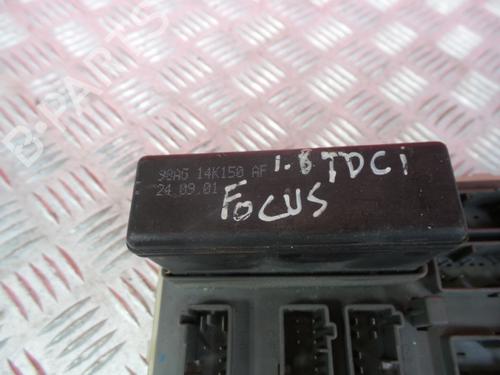 B-PARTS
98AG 14K150 AF 1.8 TDCi
24.09.01 FOCUS